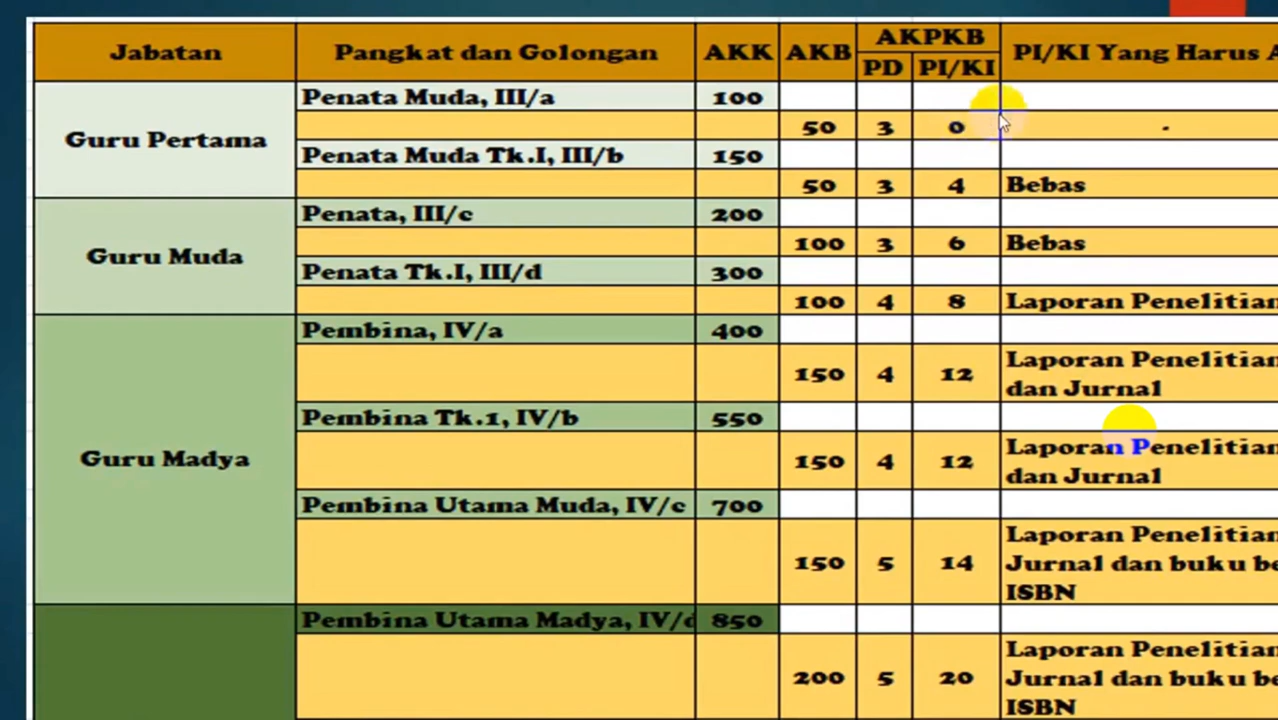 Jabatan Pangkat dan Golongan AKK AKB AKPKB PI/KI Yang Harus
PD PI/KI
Penata Muda, III/a 100
Guru Pertama
50 3 0 -
Penata Muda Tk.I, III/b 150
50 3 4 Bebas
Penata, III/c 200
Guru Muda
100 3 6 Bebas
Penata Tk.I, III/d 300
100 4 8 Laporan Penelitian
Pembina, IV/a 400
150 4 12 Laporan Penelitian
dan Jurnal
Pembina Tk.1, IV/b 550
Guru Madya
150 4 12 Laporan Penelitian
dan Jurnal
Pembina Utama Muda, IV/c 700
150 5 14 Laporan Penelitian
Jurnal dan buku
ISBN
Pembina Utama Madya, IV/d 850
200 5 20 Laporan Penelitian
Jurnal dan buku
ISBN